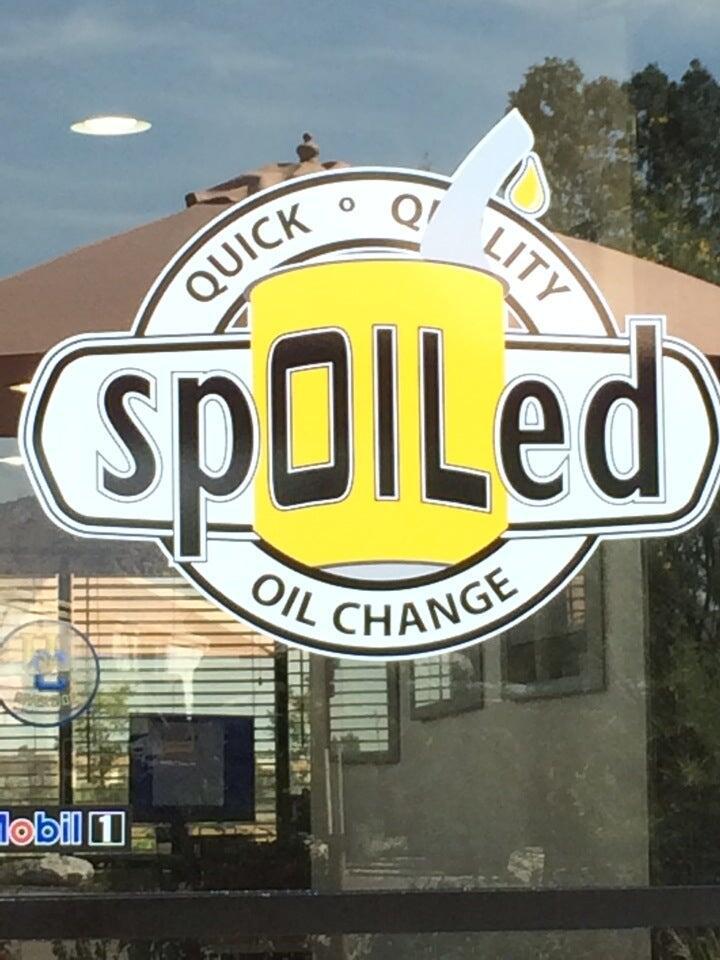 QUICK ° QUALITY
spOILed
OIL CHANGE
Mobil 1